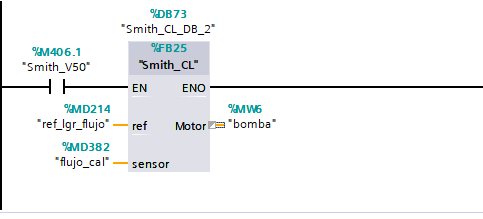 %DB73
"Smith_CL_DB_2"
%M406.1
"Smith_V50"
%FB25
"Smith_CL"
EN
ENO
%MD214
"ref_lgr_flujo"
ref
Motor
%MW6
"bomba"
%MD382
"flujo_cal"
sensor